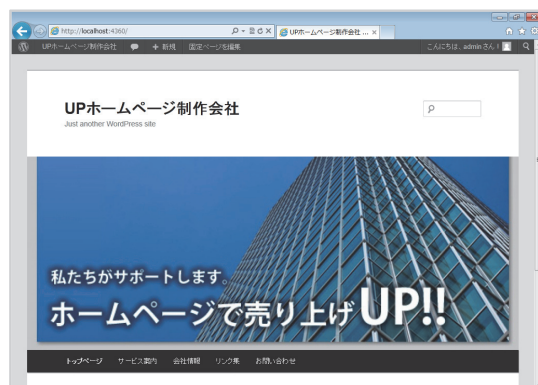 http://localhost:4360/
UPホームページ制作会社 ...
UPホームページ制作会社 + 新規 固定ページを編集 こんにちは、adminさん!
UPホームページ制作会社
Just another WordPress site
私たちがサポートします。
ホームページで売り上げUP!!
トップページ サービス案内 会社情報 リンク集 お問い合わせ